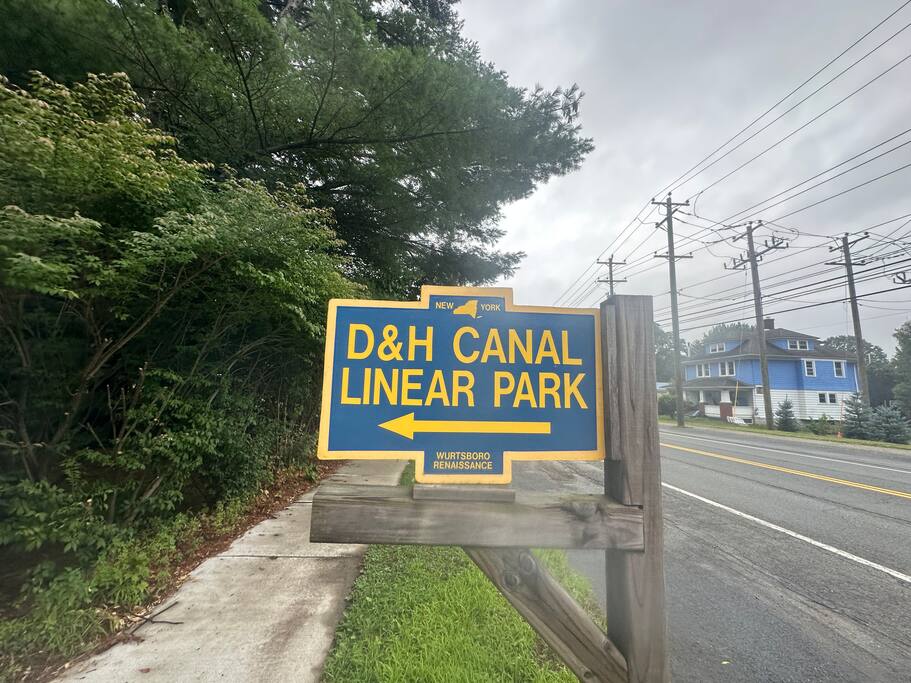 NEW YORK
D&H CANAL
LINEAR PARK
WURTSBORO
RENAISSANCE